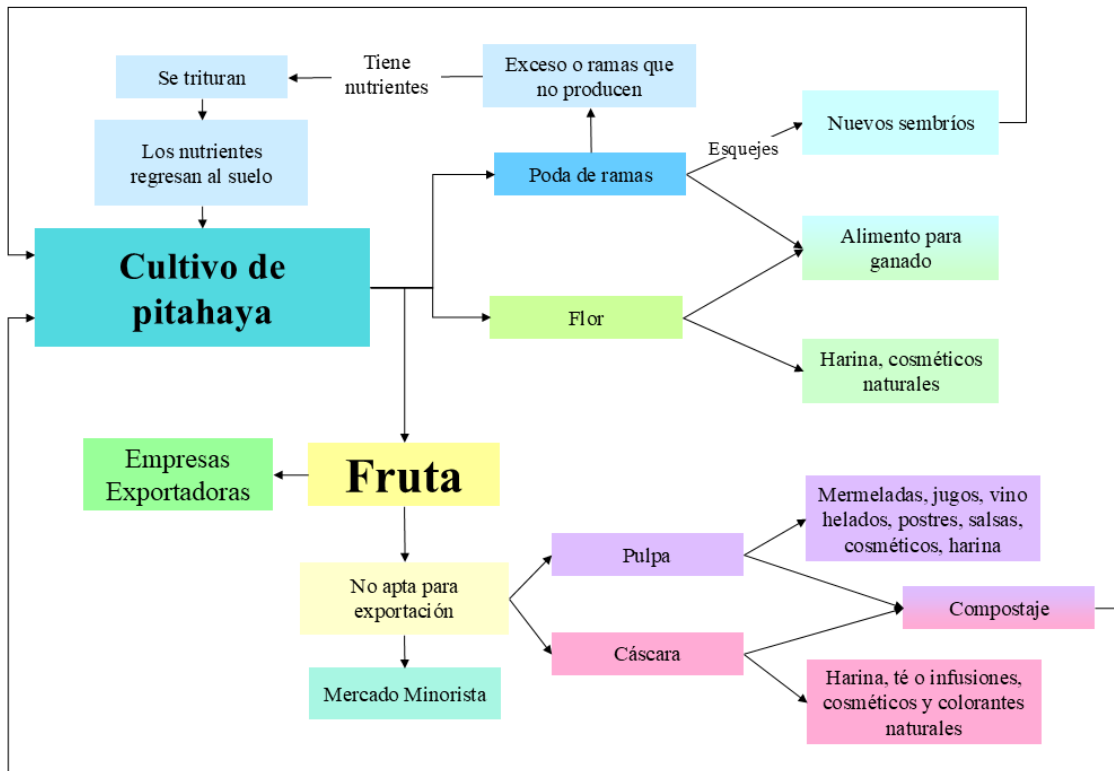 Se trituran
Tiene
nutrientes
Exceso o ramas que
no producen
Nuevos sembríos
Esquejes
Los nutrientes
regresan al suelo
Poda de ramas
Alimento para
ganado
Cultivo de
pitahaya
Flor
Harina, cosméticos
naturales
Empresas
Exportadoras
Fruta
Mermeladas, jugos, vino
helados, postres, salsas,
cosméticos, harina
Pulpa
No apta para
exportación
Compostaje
Cáscara
Mercado Minorista
Harina, té o infusiones,
cosméticos y colorantes
naturales